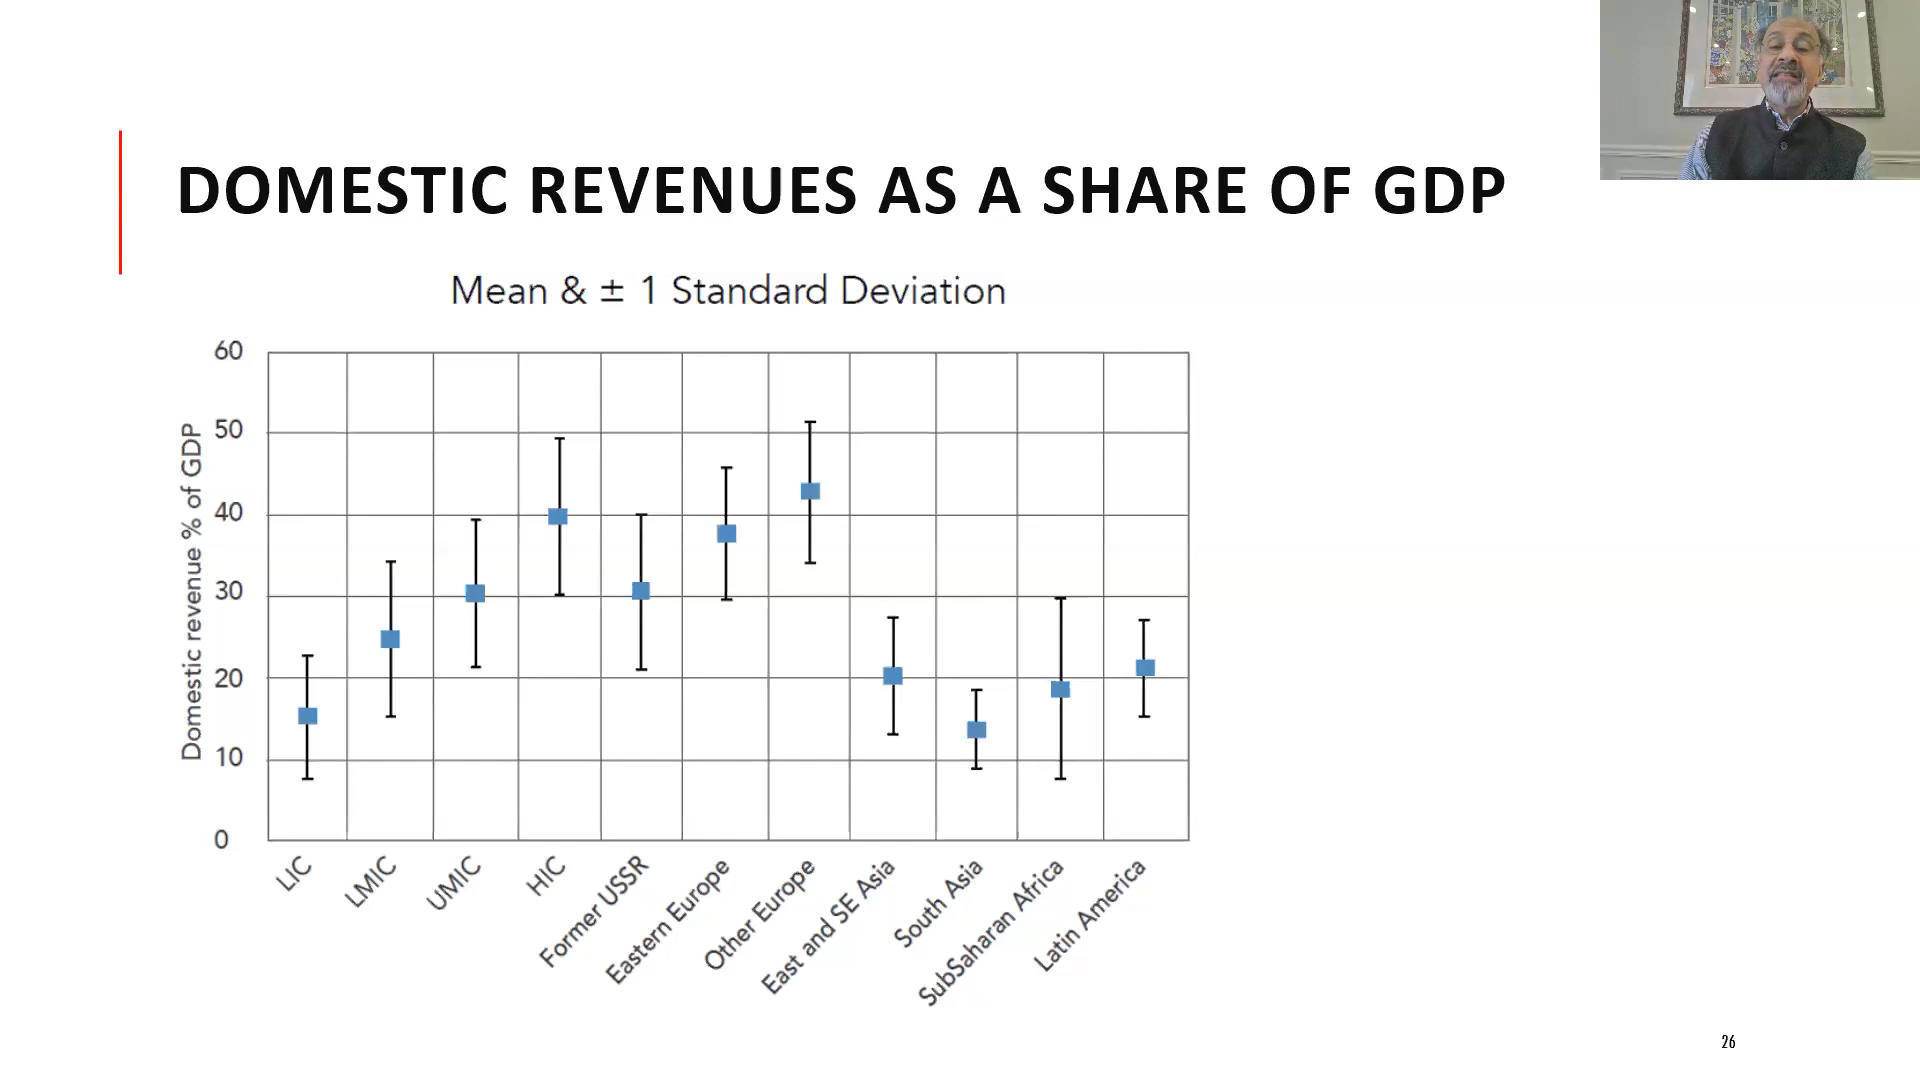 DOMESTIC REVENUES AS A SHARE OF GDP
Mean & ± 1 Standard Deviation
Domestic revenue % of GDP
60
50
40
30
20
10
0
LIC
LMIC
UMIC
HIC
Former USSR
Eastern Europe
Other Europe
East and SE Asia
South Asia
SubSaharan Africa
Latin America
26